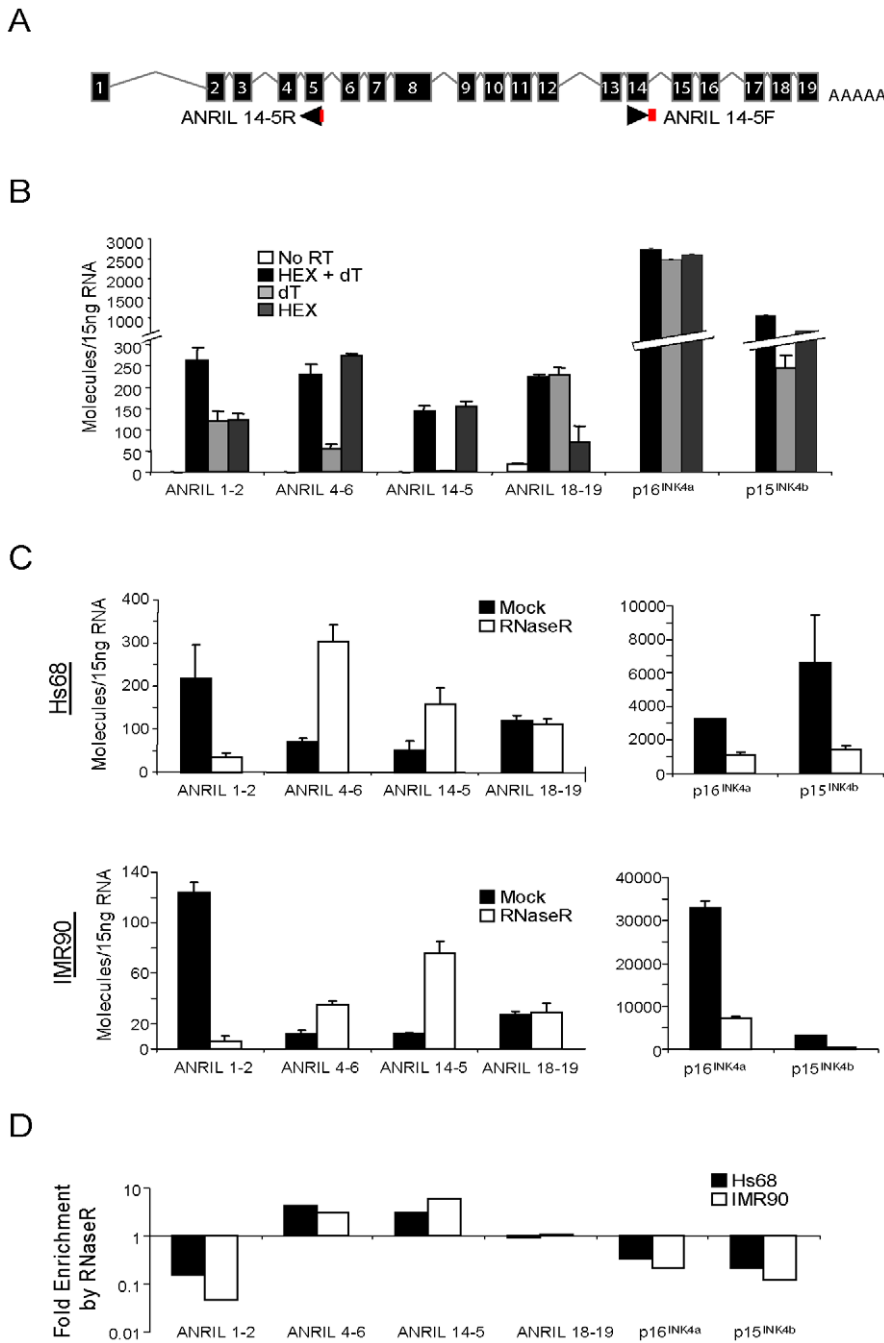 A
1 2 3 4 5 6 7 8 9 10 11 12 13 14 15 16 17 18 19 AAAAA
ANRIL 14-5R ANRIL 14-5F
B
Molecules/15ng RNA
3000
2500
2000
1500
1000
300
250
200
150
100
50
0
No RT
HEX + dT
dT
HEX
ANRIL 1-2 ANRIL 4-6 ANRIL 14-5 ANRIL 18-19 p16INK4a p15INK4b
C
Hs68
Molecules/15ng RNA
400
300
200
100
0
Mock
RNaseR
ANRIL 1-2 ANRIL 4-6 ANRIL 14-5 ANRIL 18-19
10000
8000
6000
4000
2000
0
p16INK4a p15INK4b
IMR90
Molecules/15ng RNA
140
100
60
20
0
Mock
RNaseR
ANRIL 1-2 ANRIL 4-6 ANRIL 14-5 ANRIL 18-19
40000
30000
20000
10000
0
p16INK4a p15INK4b
D
Fold Enrichment
by RNaseR
10
1
0.1
0.01
Hs68
IMR90
ANRIL 1-2 ANRIL 4-6 ANRIL 14-5 ANRIL 18-19 p16INK4a p15INK4b